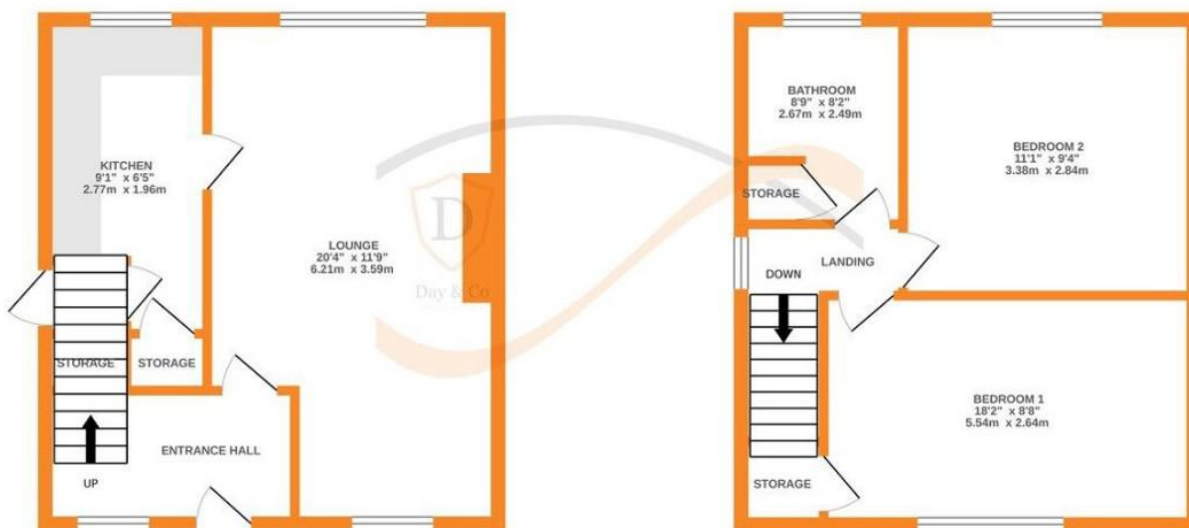 KITCHEN
9'1" x 6'5"
2.77m x 1.96m
LOUNGE
20'4" x 11'9"
6.21m x 3.59m
D
Day & Co
STORAGE
STORAGE
ENTRANCE HALL
UP
BATHROOM
8'9" x 8'2"
2.67m x 2.49m
BEDROOM 2
11'1" x 9'4"
3.38m x 2.84m
STORAGE
LANDING
DOWN
BEDROOM 1
18'2" x 8'8"
5.54m x 2.64m
STORAGE